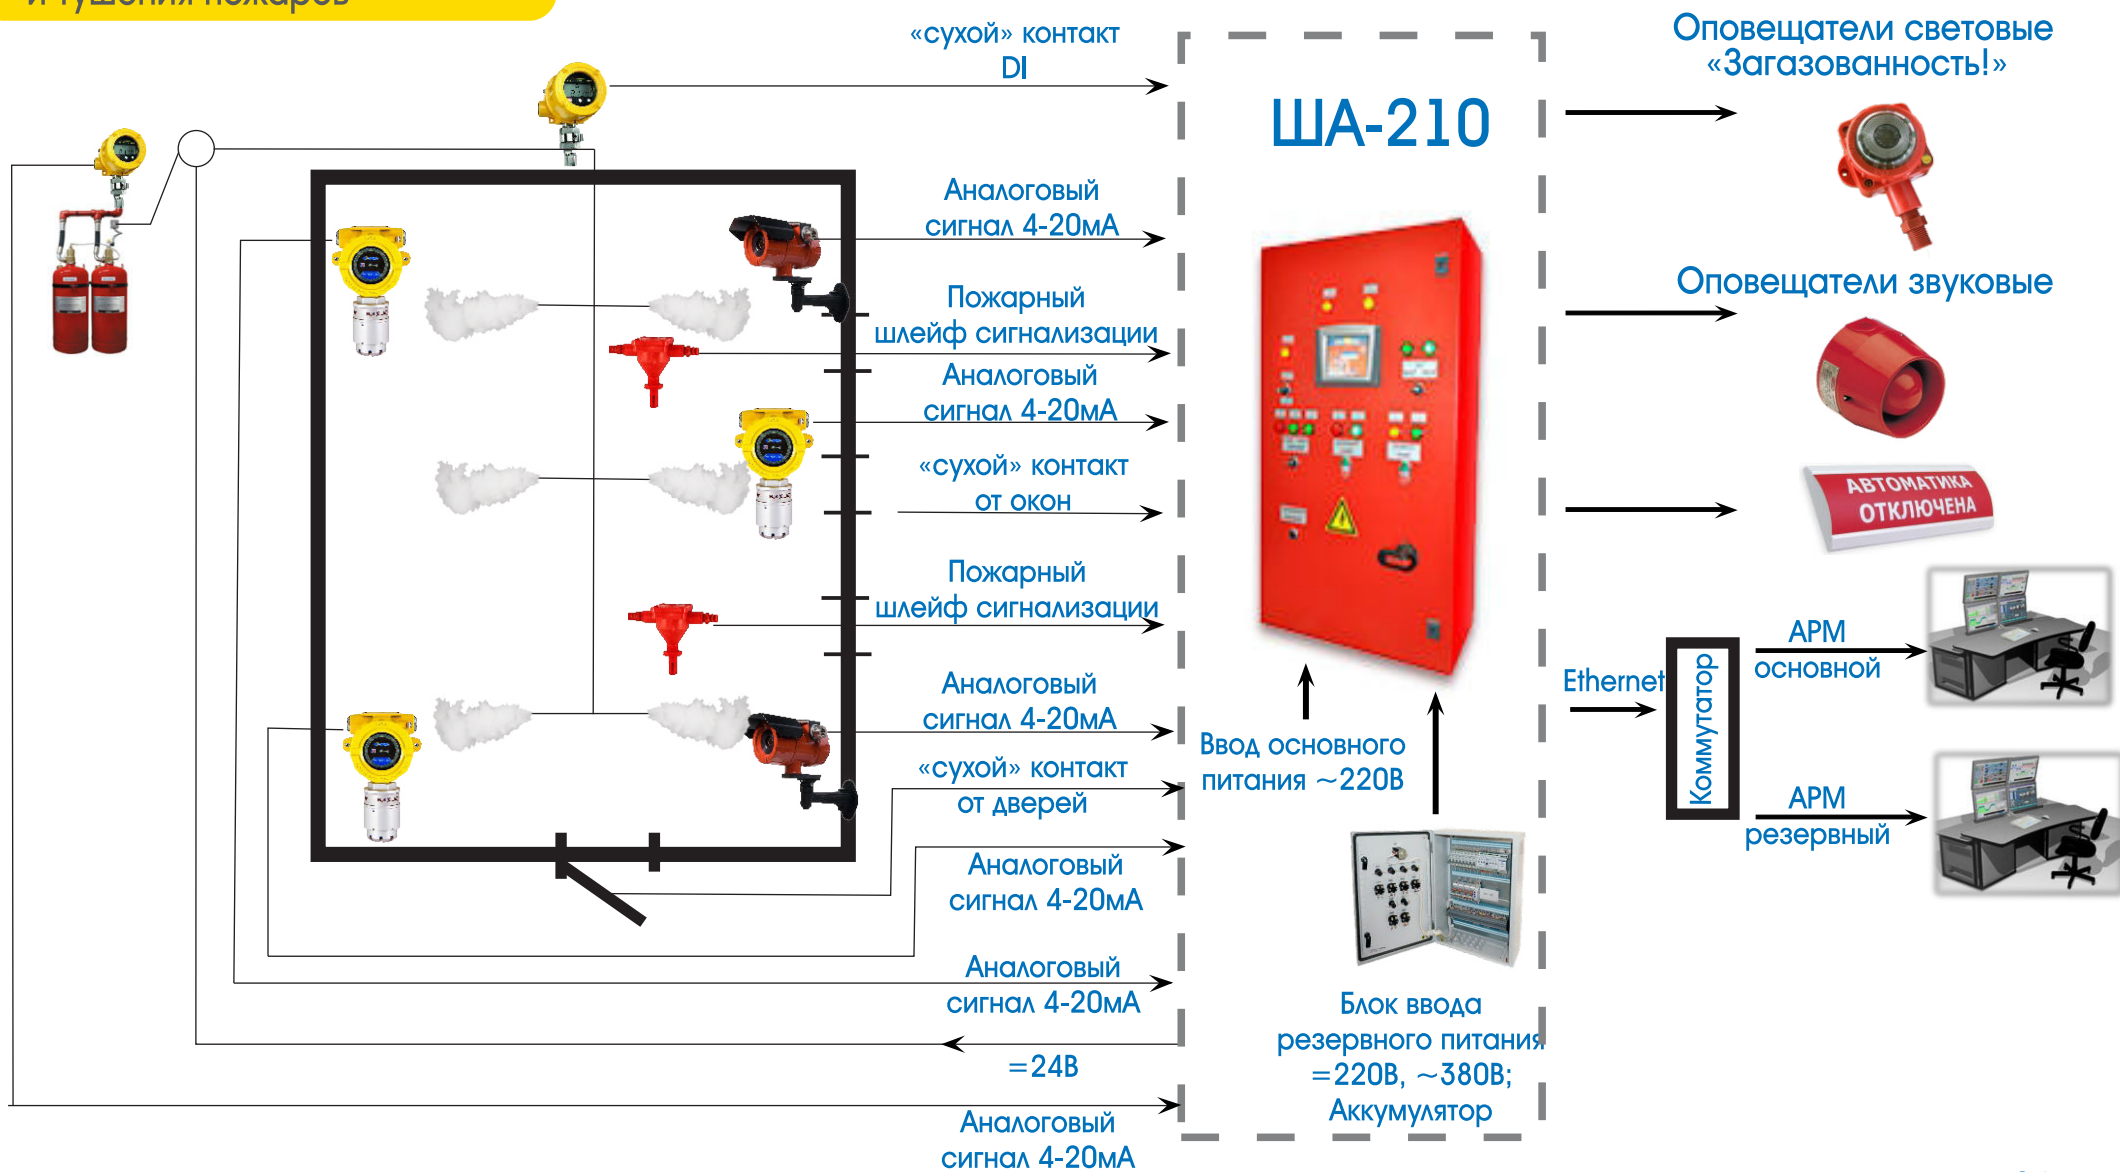 и тушения пожаров
«сухой» контакт
DI
Аналоговый
сигнал 4-20мА
Пожарный
шлейф сигнализации
Аналоговый
сигнал 4-20мА
«сухой» контакт
от окон
Пожарный
шлейф сигнализации
Аналоговый
сигнал 4-20мА
«сухой» контакт
от дверей
Аналоговый
сигнал 4-20мА
Аналоговый
сигнал 4-20мА
=24В
Аналоговый
сигнал 4-20мА
ША-210
Ввод основного
питания ~220В
Блок ввода
резервного питания
=220В, ~380В;
Аккумулятор
Оповещатели световые
«Загазованность!»
Оповещатели звуковые
АВТОМАТИКА
ОТКЛЮЧЕНА
Ethernet
Коммутатор
АРМ
основной
АРМ
резервный